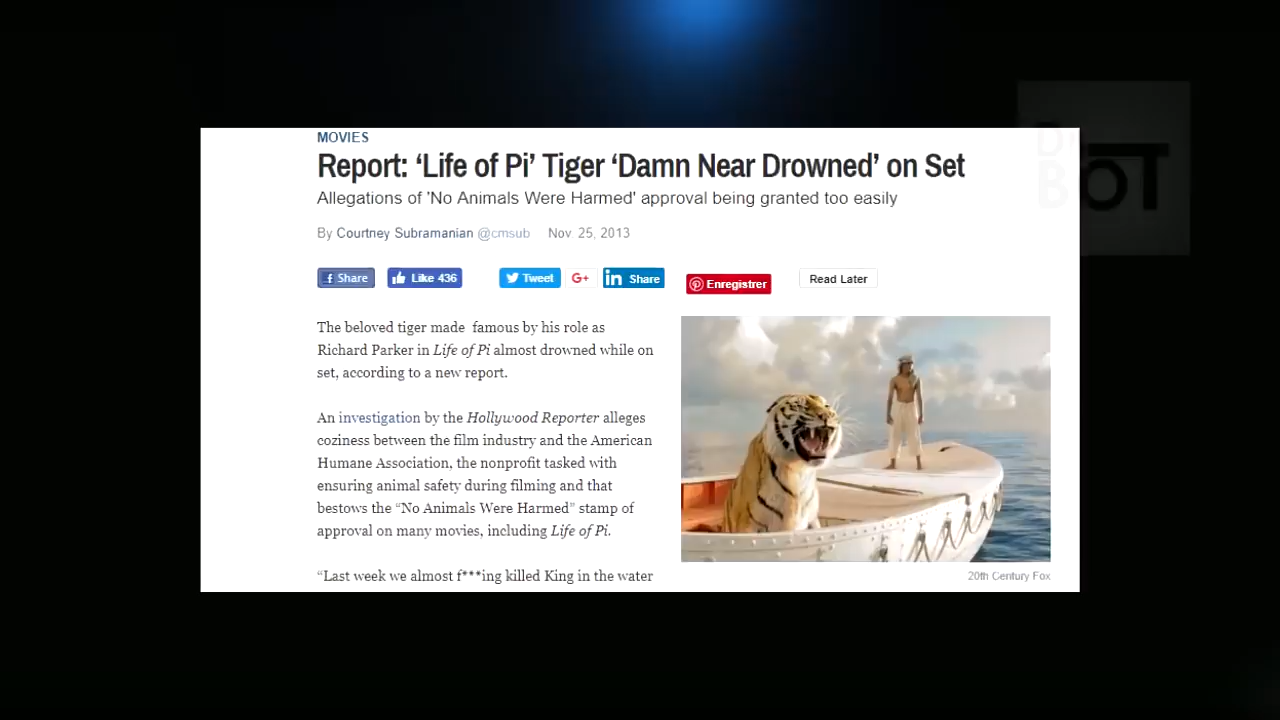 MOVIES
Report: ‘Life of Pi’ Tiger ‘Damn Near Drowned’ on Set
Allegations of 'No Animals Were Harmed' approval being granted too easily
By Courtney Subramanian @cmsub Nov. 25, 2013
Share Like 436 Tweet G+ in Share Enregistrer Read Later
The beloved tiger made famous by his role as
Richard Parker in Life of Pi almost drowned while on
set, according to a new report.
An investigation by the Hollywood Reporter alleges
coziness between the film industry and the American
Humane Association, the nonprofit tasked with
ensuring animal safety during filming and that
bestows the “No Animals Were Harmed” stamp of
approval on many movies, including Life of Pi.
“Last week we almost f***ing killed King in the water
20th Century Fox